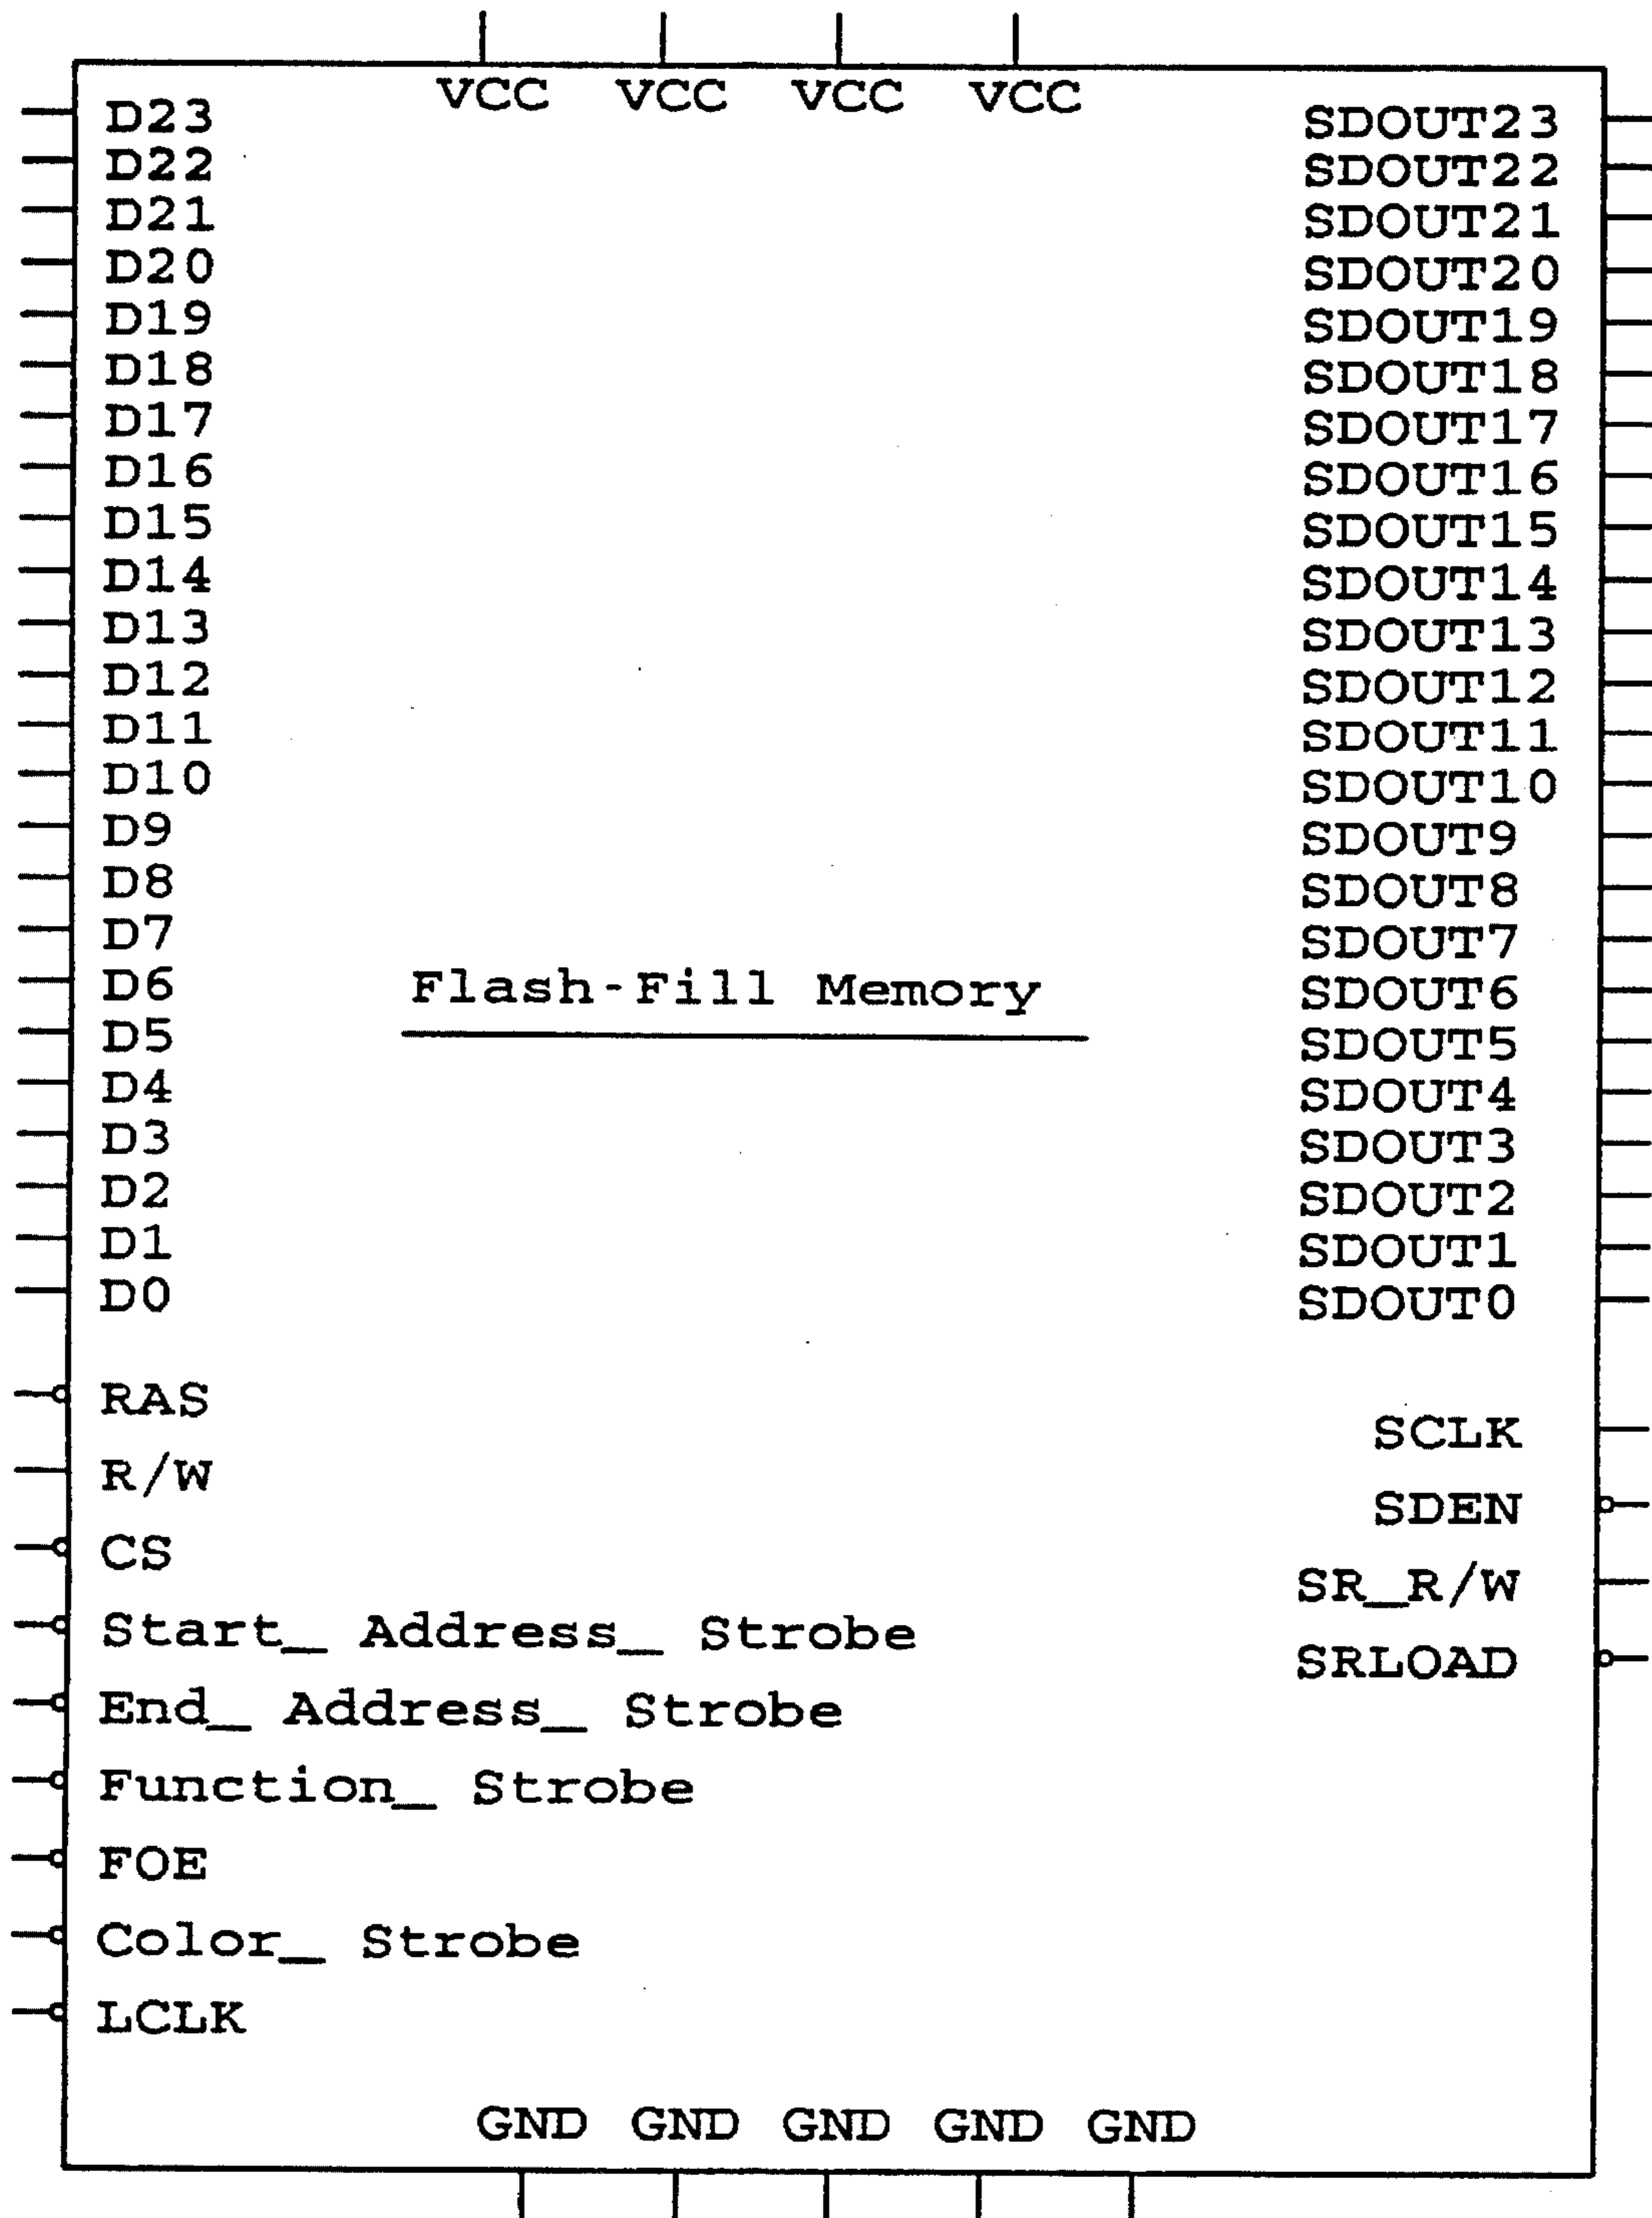 VCC VCC VCC VCC
D23 SDOUT23
D22 SDOUT22
D21 SDOUT21
D20 SDOUT20
D19 SDOUT19
D18 SDOUT18
D17 SDOUT17
D16 SDOUT16
D15 SDOUT15
D14 SDOUT14
D13 SDOUT13
D12 SDOUT12
D11 SDOUT11
D10 SDOUT10
D9 SDOUT9
D8 SDOUT8
D7 SDOUT7
D6 Flash-Fill Memory SDOUT6
D5 SDOUT5
D4 SDOUT4
D3 SDOUT3
D2 SDOUT2
D1 SDOUT1
D0 SDOUT0
RAS
SCLK
R/W
SDEN
CS
SR_R/W
Start_ Address_ Strobe
SRLOAD
End_ Address_ Strobe
Function_ Strobe
FOE
Color_ Strobe
LCLK
GND GND GND GND GND